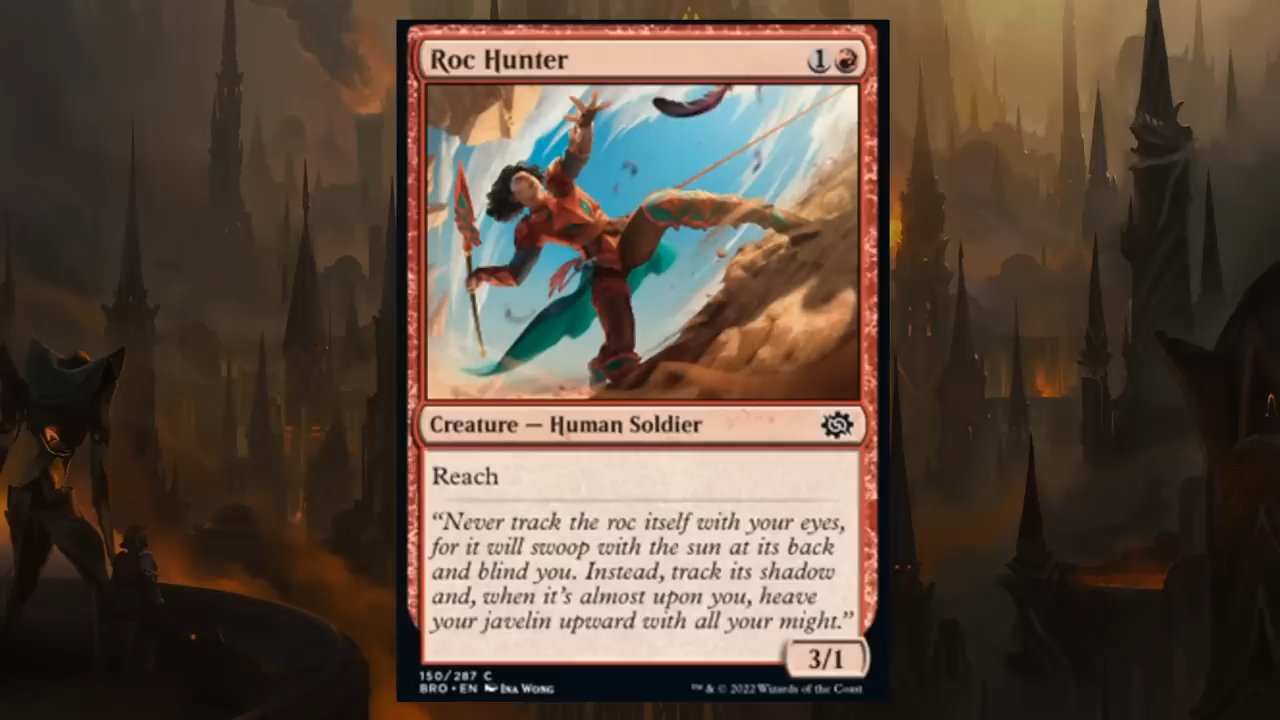 Roc Hunter 1
Creature — Human Soldier
Reach
“Never track the roc itself with your eyes,
for it will swoop with the sun at its back
and blind you. Instead, track its shadow
and, when it’s almost upon you, heave
your javelin upward with all your might.”
3/1
150/287 C
BRO • EN Ina Wong
™ & © 2022 Wizards of the Coast